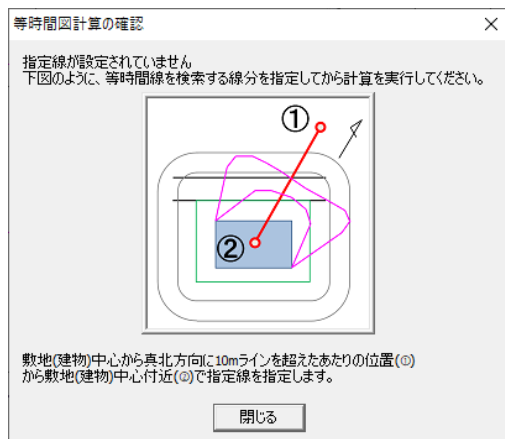 等時間図計算の確認
指定線が設定されていません
下図のように、等時間線を検索する線分を指定してから計算を実行してください。
①
②
敷地(建物)中心から真北方向に10mラインを超えたあたりの位置(①)
から敷地(建物)中心付近(②)で指定線を指定します。
閉じる